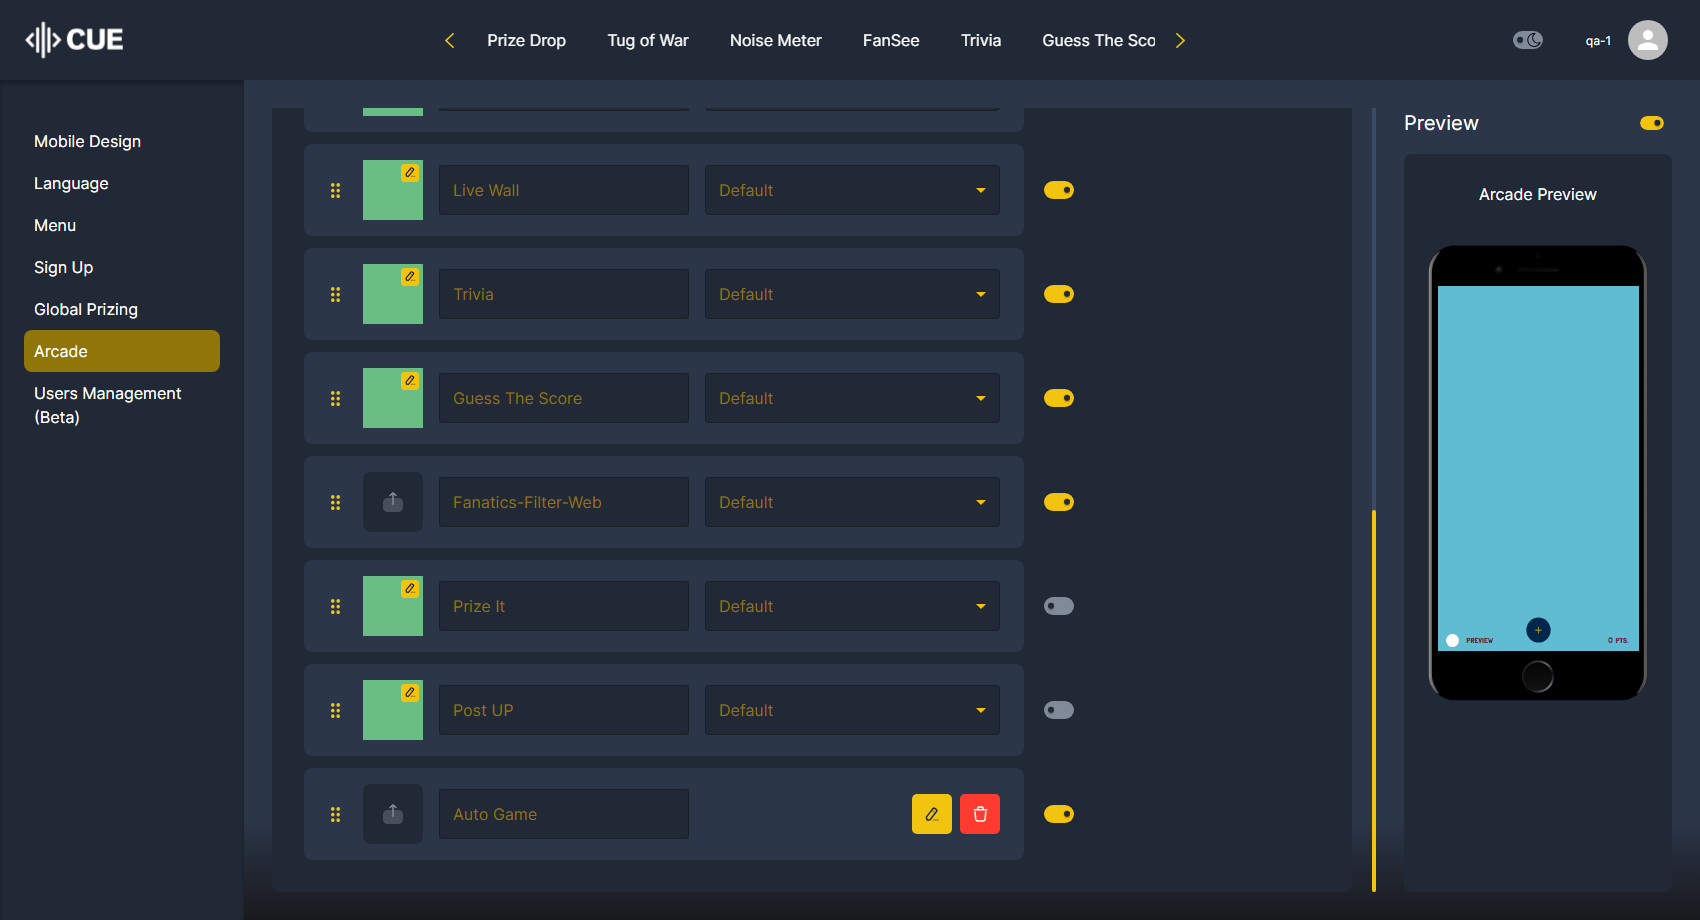 CUE
Prize Drop
Tug of War
Noise Meter
FanSee
Trivia
Guess The Sco
qa-1
Mobile Design
Language
Menu
Sign Up
Global Prizing
Arcade
Users Management
(Beta)
Live Wall
Default
Trivia
Default
Guess The Score
Default
Fanatics-Filter-Web
Default
Prize It
Default
Post UP
Default
Auto Game
Preview
Arcade Preview
PREVIEW
0 PTS.